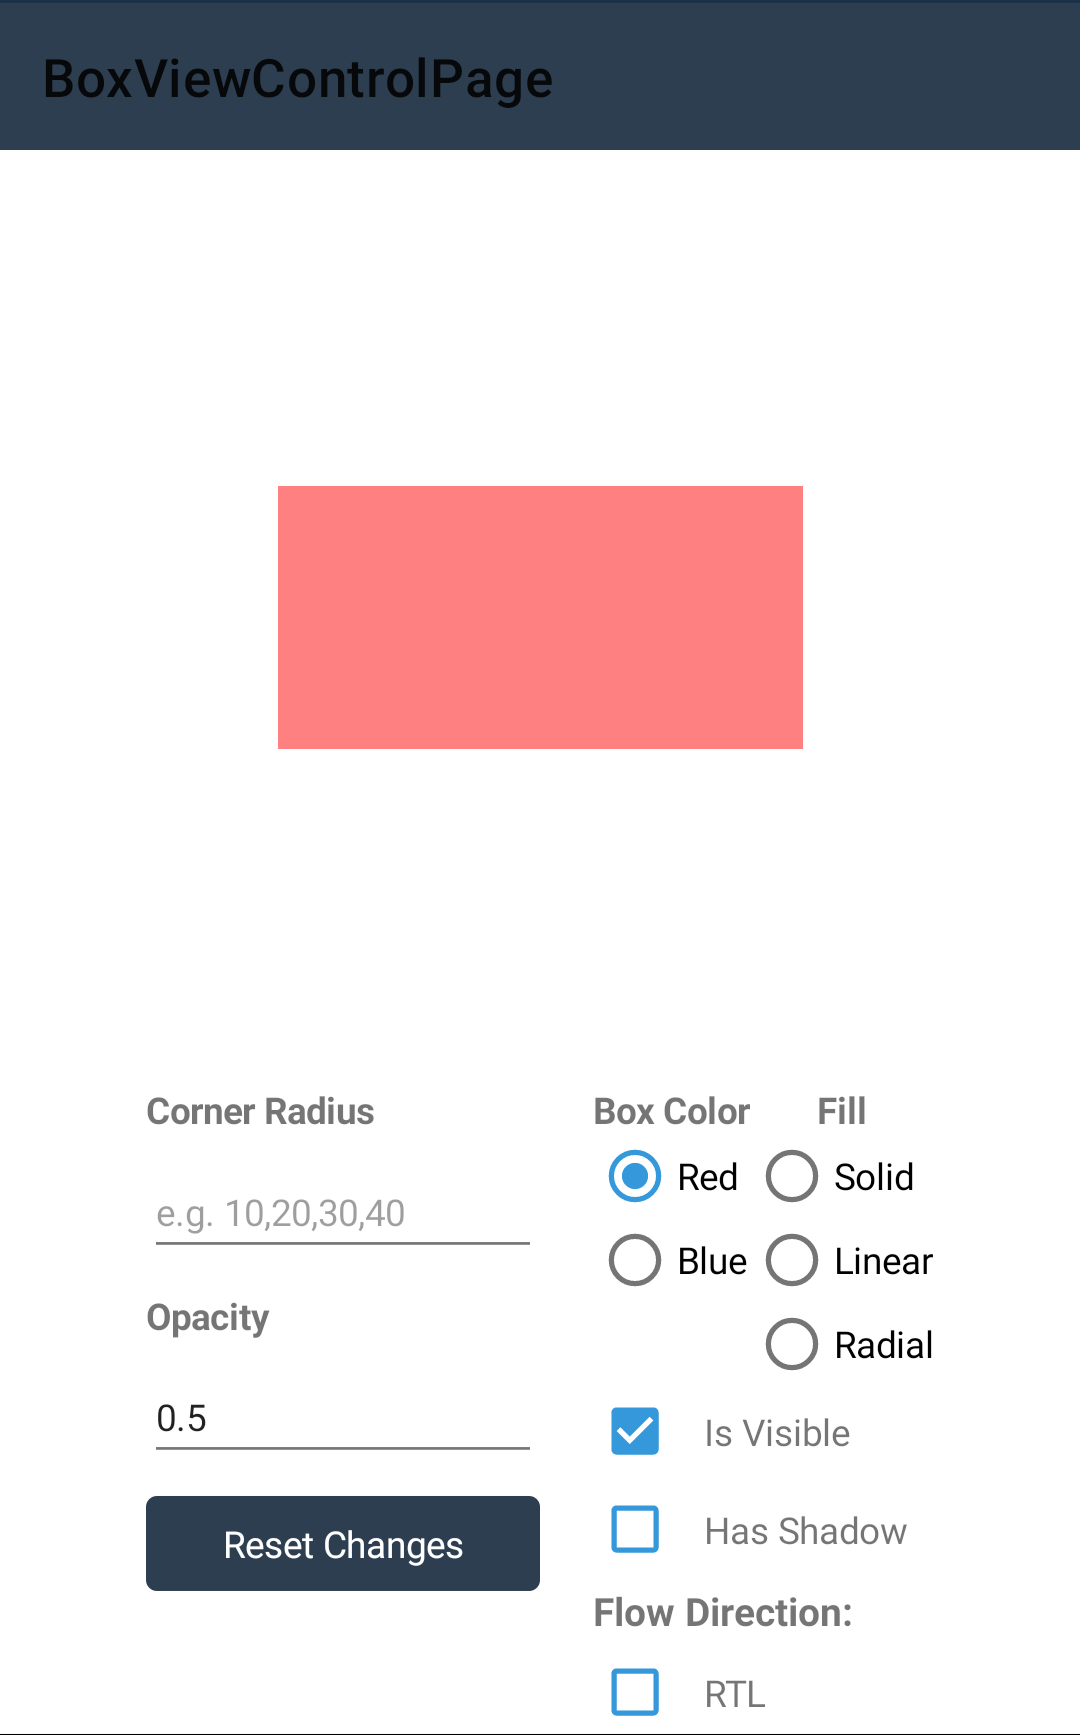 BoxViewControlPage
Corner Radius
e.g. 10,20,30,40
Opacity
0.5
Reset Changes
Box Color
Red
Blue
Fill
Solid
Linear
Radial
Is Visible
Has Shadow
Flow Direction:
RTL